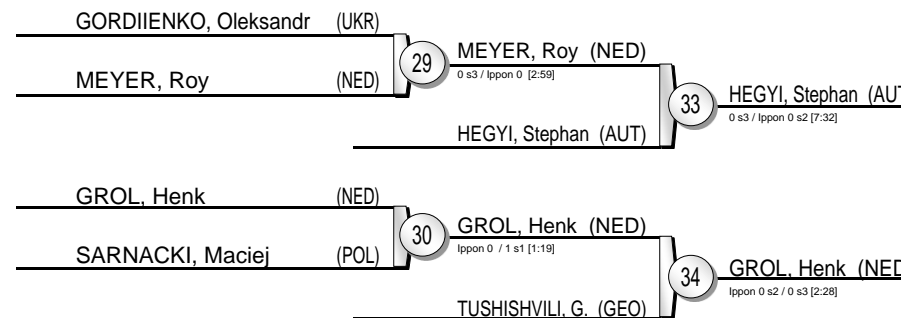 GORDIIENKO, Oleksandr (UKR)
MEYER, Roy (NED)
29
MEYER, Roy (NED)
0 s3 / Ippon 0 [2:59]
HEGYI, Stephan (AUT)
33
HEGYI, Stephan (AUT
0 s3 / Ippon 0 s2 [7:32]
GROL, Henk (NED)
SARNACKI, Maciej (POL)
30
GROL, Henk (NED)
Ippon 0 / 1 s1 [1:19]
TUSHISHVILI, G. (GEO)
34
GROL, Henk (NED
Ippon 0 s2 / 0 s3 [2:28]